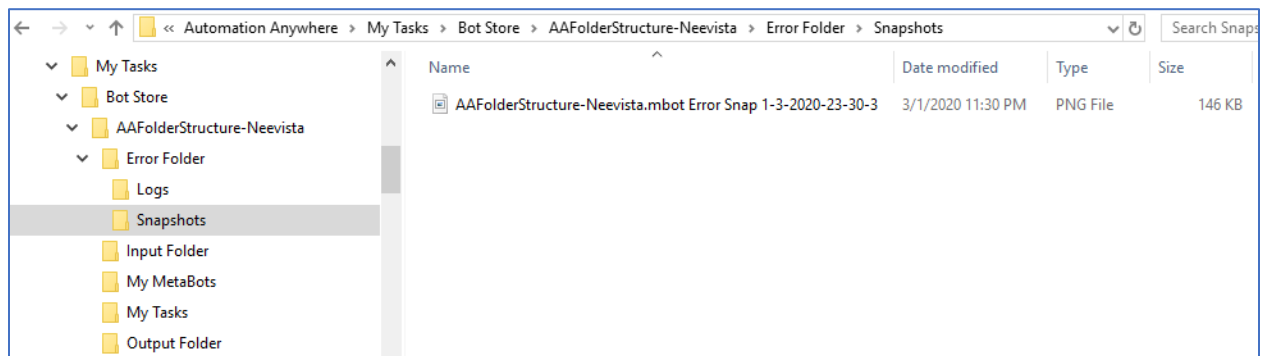 « Automation Anywhere > My Tasks > Bot Store > AAFolderStructure-Neevista > Error Folder > Snapshots
Search Snaps
My Tasks
Bot Store
AAFolderStructure-Neevista
Error Folder
Logs
Snapshots
Input Folder
My MetaBots
My Tasks
Output Folder
Name Date modified Type Size
AAFolderStructure-Neevista.mbot Error Snap 1-3-2020-23-30-3 3/1/2020 11:30 PM PNG File 146 KB